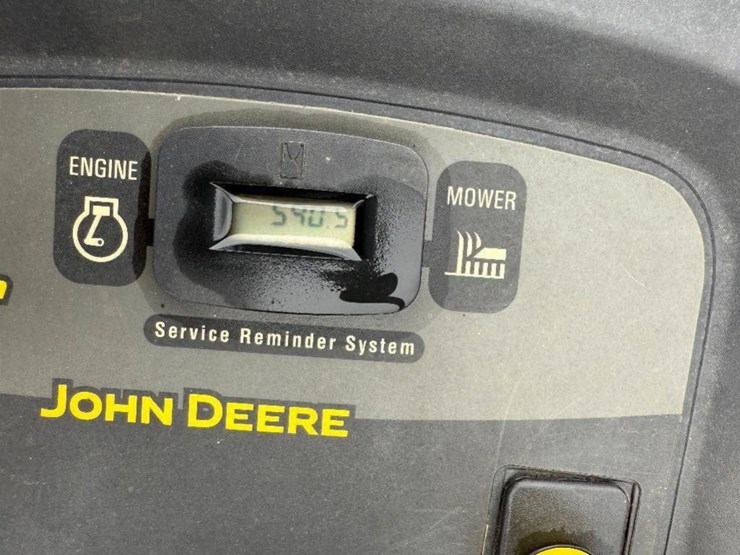 ENGINE
MOWER
540.5
Service Reminder System
JOHN DEERE